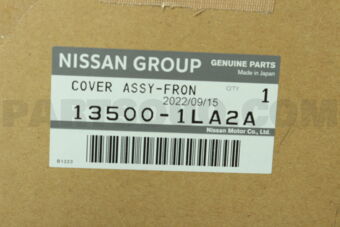 NISSAN GROUP
GENUINE PARTS
Made in Japan
COVER ASSY-FRON
QTY
1
2022/09/15
13500-1LA2A
Nissan Motor Co., Ltd.
B1223